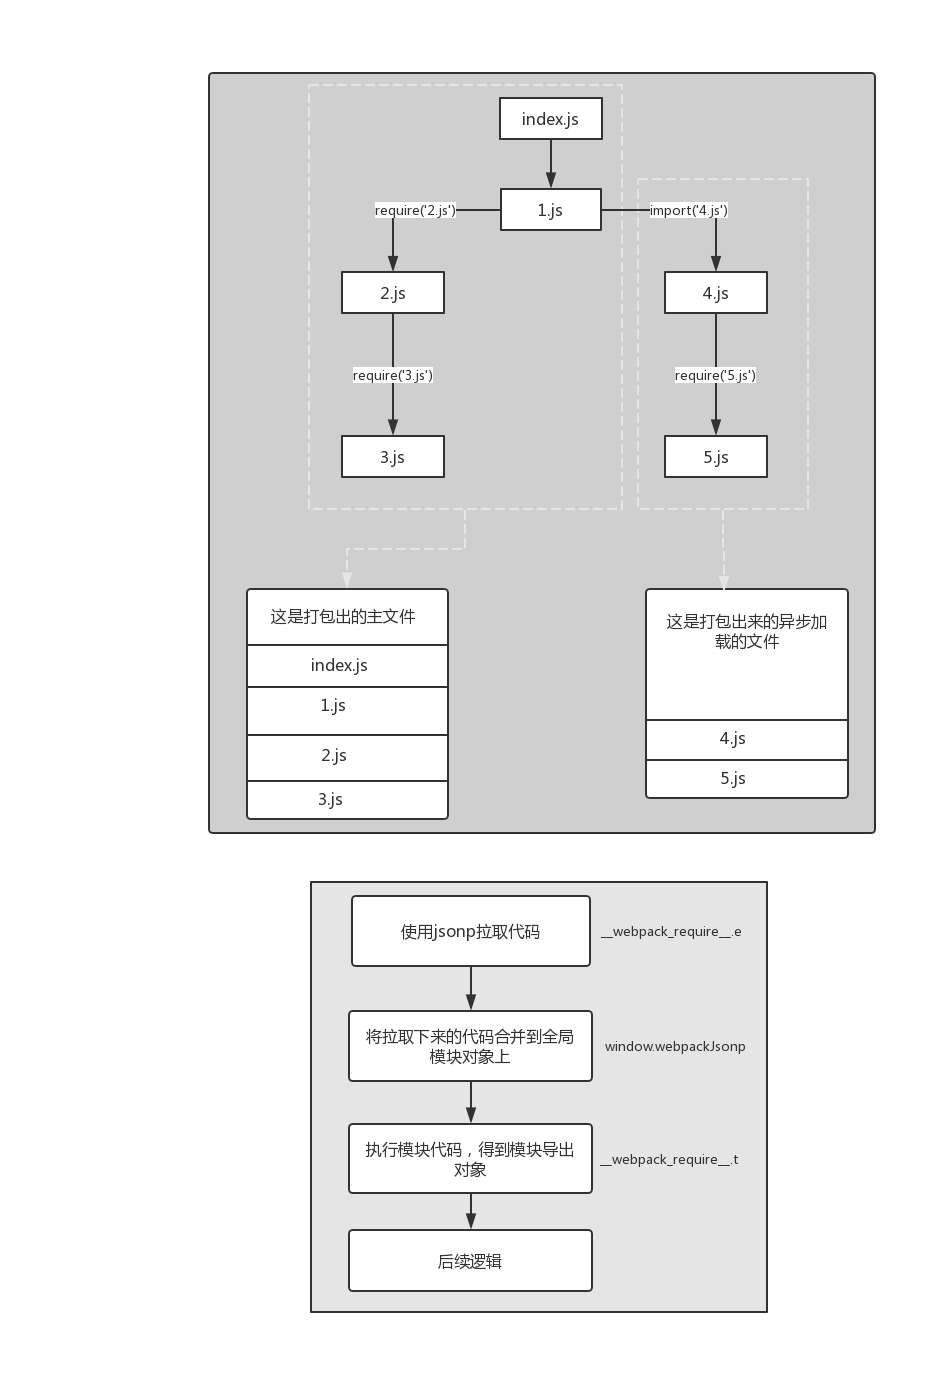 index.js
1.js
require('2.js')
import('4.js')
2.js
4.js
require('3.js')
require('5.js')
3.js
5.js
这是打包出的主文件
index.js
1.js
2.js
3.js
这是打包出来的异步加
载的文件
4.js
5.js
使用jsonp拉取代码
__webpack_require__.e
将拉取下来的代码合并到全局
模块对象上
window.webpackJsonp
执行模块代码，得到模块导出
对象
__webpack_require__.t
后续逻辑